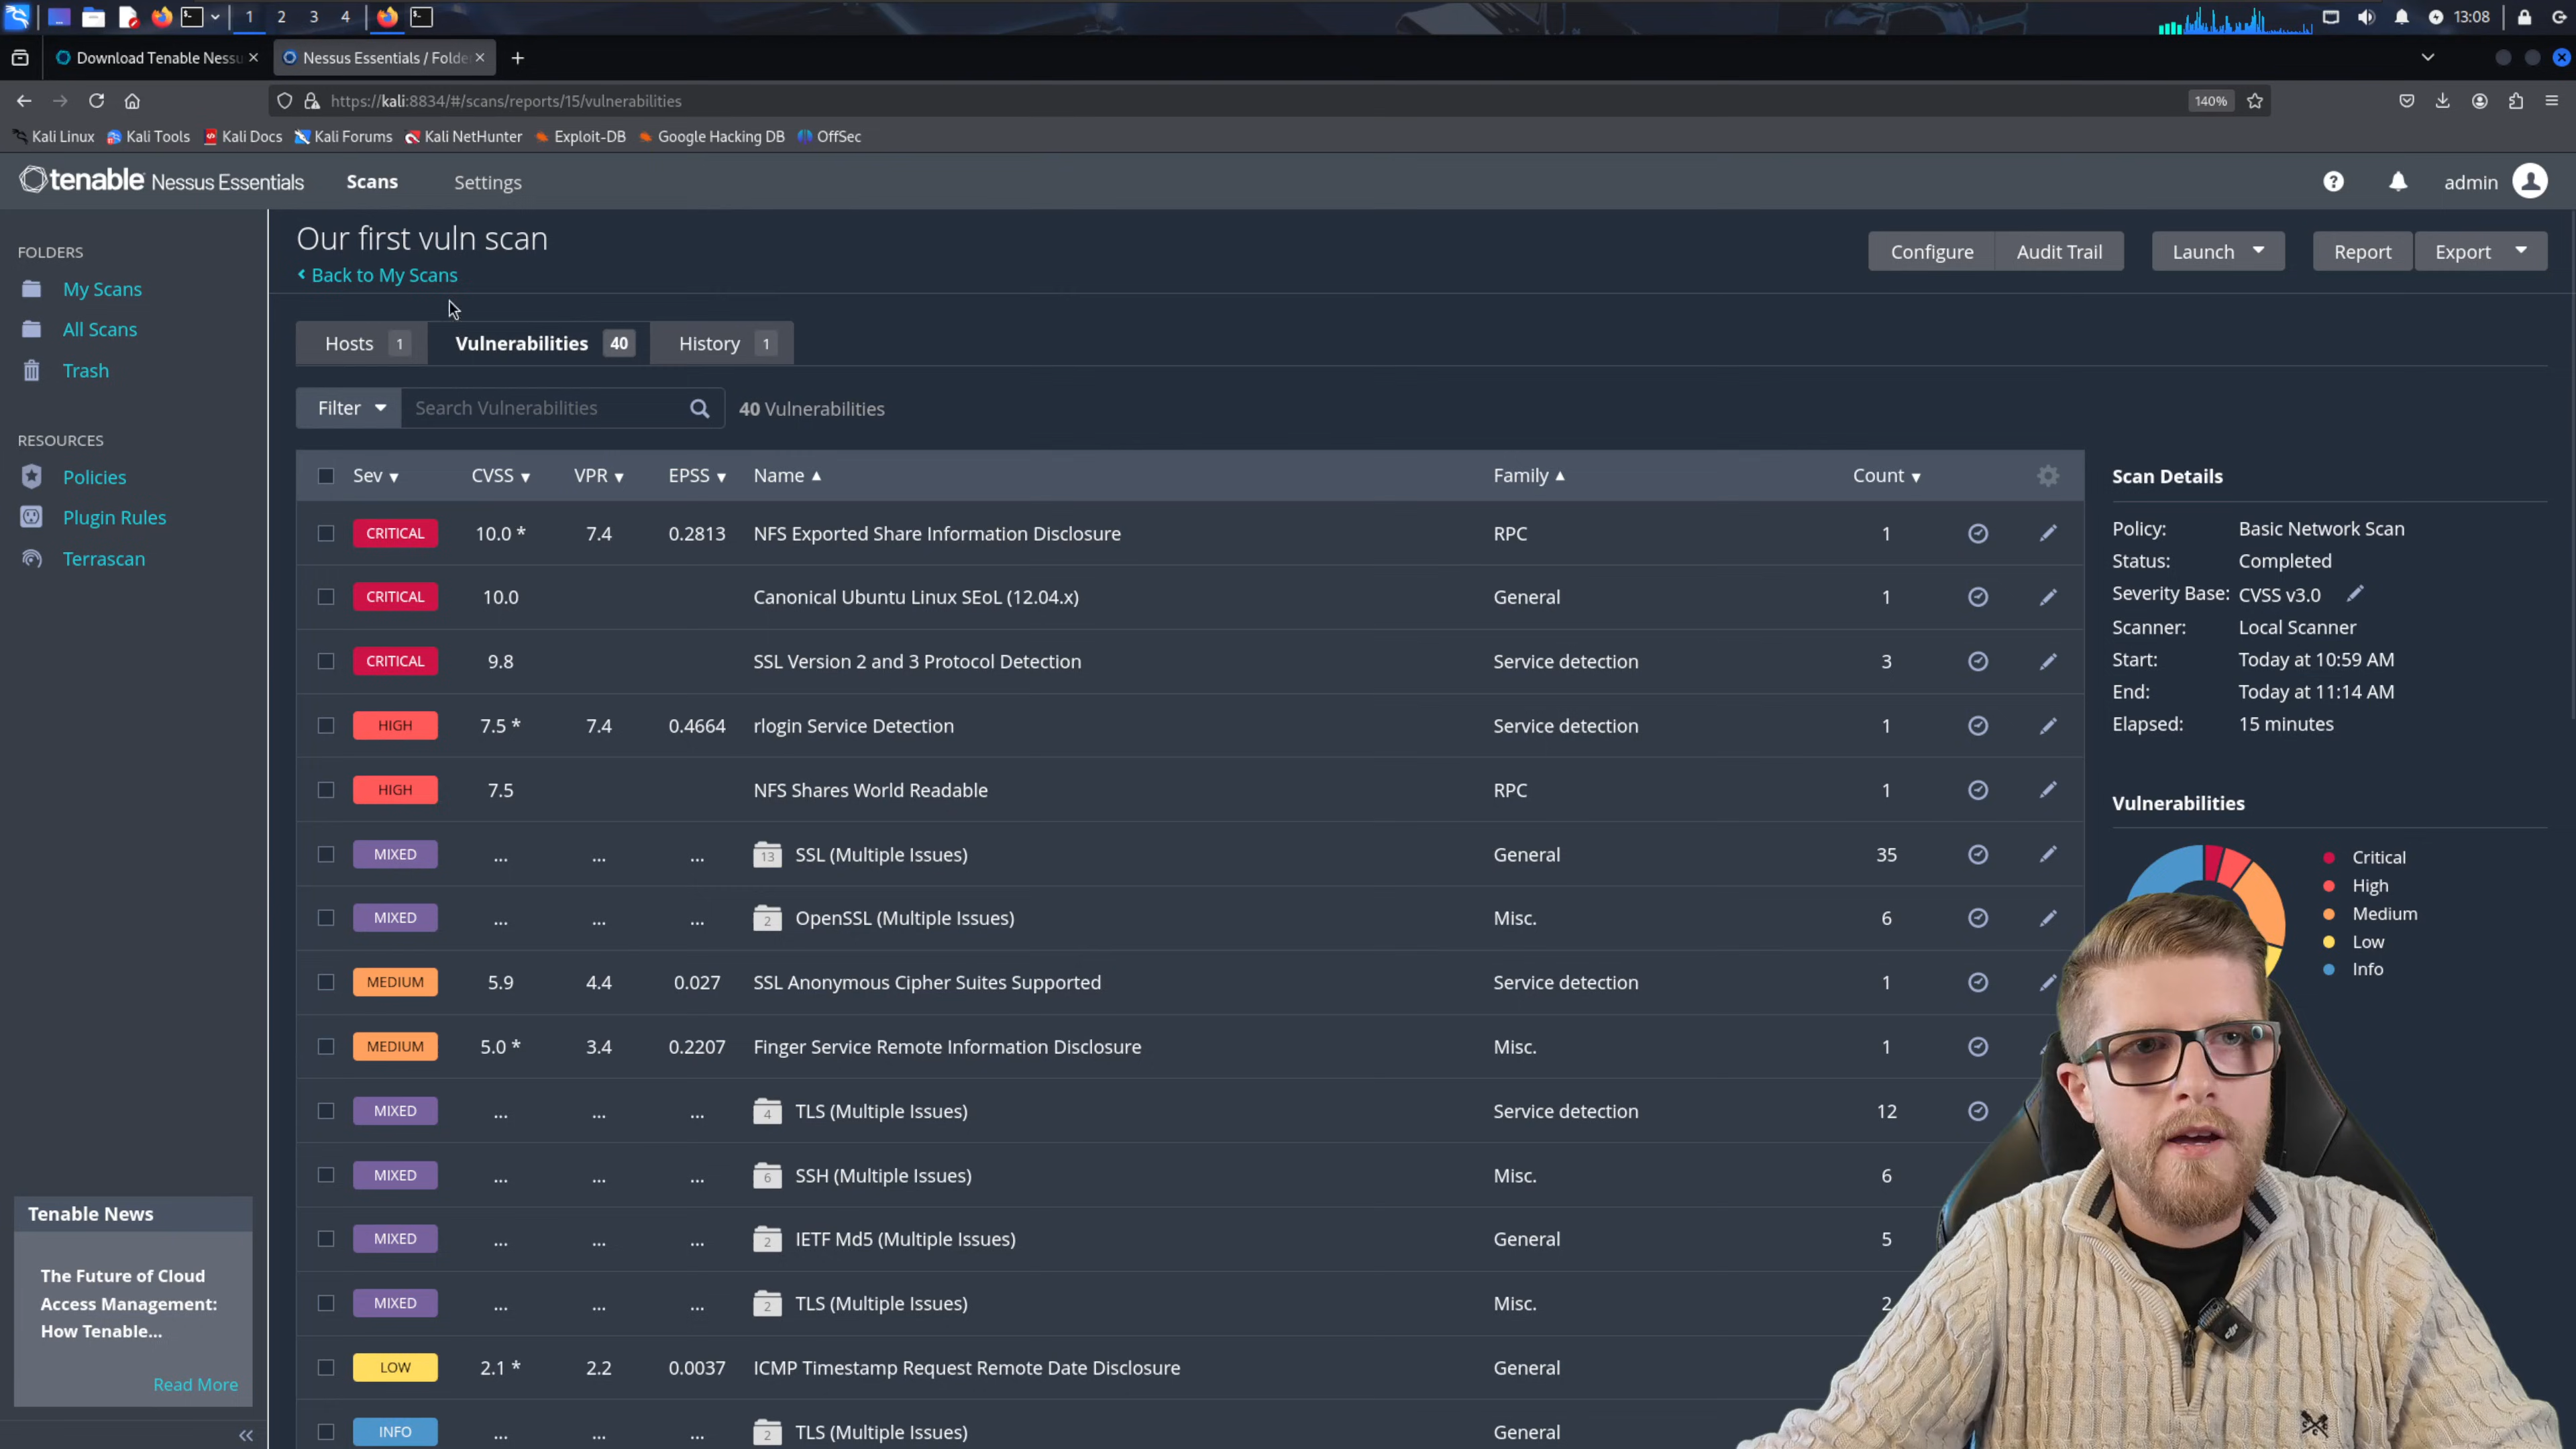 1 2 3 4 13:08
Download Tenable Nessu Nessus Essentials / Folde
https://kali:8834/#/scans/reports/15/vulnerabilities 140%
Kali Linux Kali Tools Kali Docs Kali Forums Kali NetHunter Exploit-DB Google Hacking DB OffSec
tenable Nessus Essentials Scans Settings admin
FOLDERS
My Scans
All Scans
Trash
RESOURCES
Policies
Plugin Rules
Terrascan
Tenable News
The Future of Cloud
Access Management:
How Tenable...
Read More
Our first vuln scan
Back to My Scans
Configure Audit Trail Launch Report Export
Hosts 1 Vulnerabilities 40 History 1
Filter Search Vulnerabilities 40 Vulnerabilities
Sev CVSS VPR EPSS Name Family Count
CRITICAL 10.0 * 7.4 0.2813 NFS Exported Share Information Disclosure RPC 1
CRITICAL 10.0 Canonical Ubuntu Linux SEoL (12.04.x) General 1
CRITICAL 9.8 SSL Version 2 and 3 Protocol Detection Service detection 3
HIGH 7.5 * 7.4 0.4664 rlogin Service Detection Service detection 1
HIGH 7.5 NFS Shares World Readable RPC 1
MIXED ... ... ... 13 SSL (Multiple Issues) General 35
MIXED ... ... ... 2 OpenSSL (Multiple Issues) Misc. 6
MEDIUM 5.9 4.4 0.027 SSL Anonymous Cipher Suites Supported Service detection 1
MEDIUM 5.0 * 3.4 0.2207 Finger Service Remote Information Disclosure Misc. 1
MIXED ... ... ... 4 TLS (Multiple Issues) Service detection 12
MIXED ... ... ... 6 SSH (Multiple Issues) Misc. 6
MIXED ... ... ... 2 IETF Md5 (Multiple Issues) General 5
MIXED ... ... ... 2 TLS (Multiple Issues) Misc. 2
LOW 2.1 * 2.2 0.0037 ICMP Timestamp Request Remote Date Disclosure General
INFO ... ... ... 2 TLS (Multiple Issues) General
Scan Details
Policy: Basic Network Scan
Status: Completed
Severity Base: CVSS v3.0
Scanner: Local Scanner
Start: Today at 10:59 AM
End: Today at 11:14 AM
Elapsed: 15 minutes
Vulnerabilities
Critical
High
Medium
Low
Info